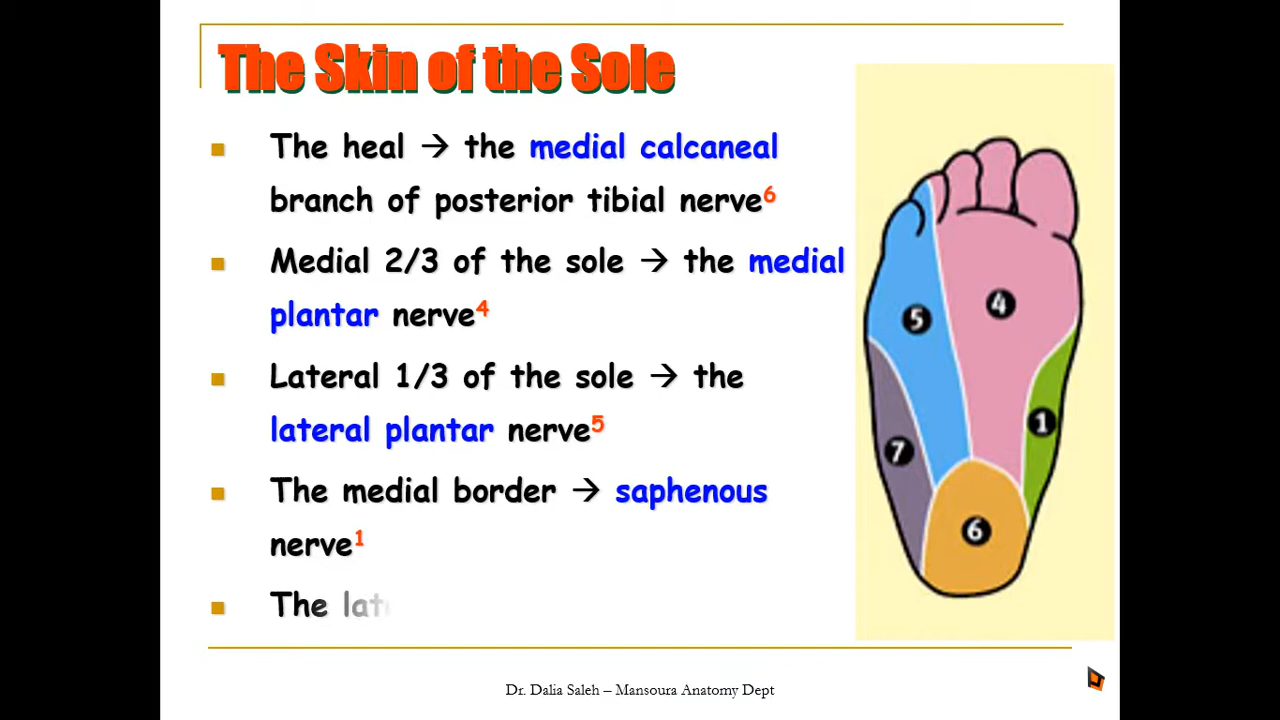 The Skin of the Sole
The heal → the medial calcaneal
branch of posterior tibial nerve6
Medial 2/3 of the sole → the medial
plantar nerve4
Lateral 1/3 of the sole → the
lateral plantar nerve5
The medial border → saphenous
nerve1
The
5
4
7
1
6
Dr. Dalia Saleh – Mansoura Anatomy Dept